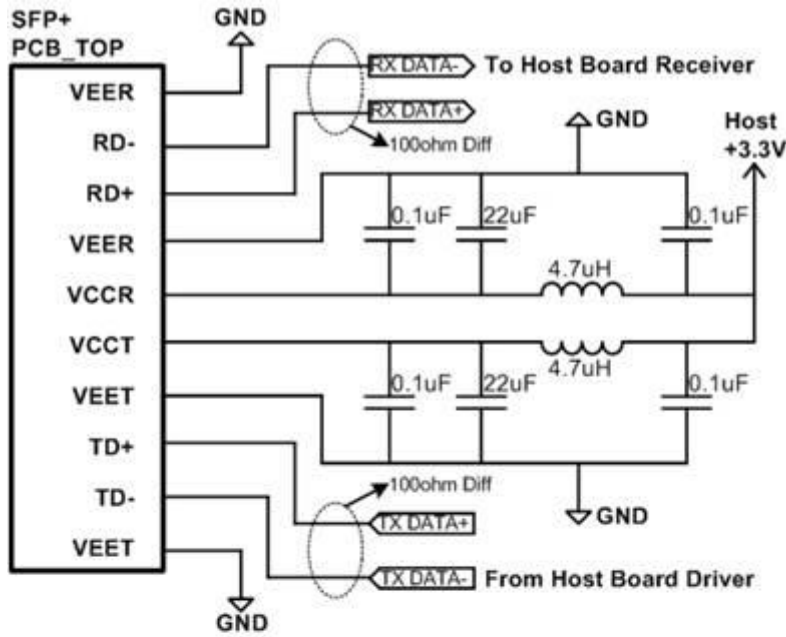 SFP+
PCB_TOP
GND
VEER
RX DATA- To Host Board Receiver
RD-
RX DATA+
100ohm Diff
GND
Host
+3.3V
RD+
VEER
0.1uF 22uF 0.1uF
4.7uH
VCCR
VCCT
4.7uH
VEET
0.1uF 22uF 0.1uF
TD+
100ohm Diff
TD-
TX DATA+
GND
VEET
TX DATA- From Host Board Driver
GND